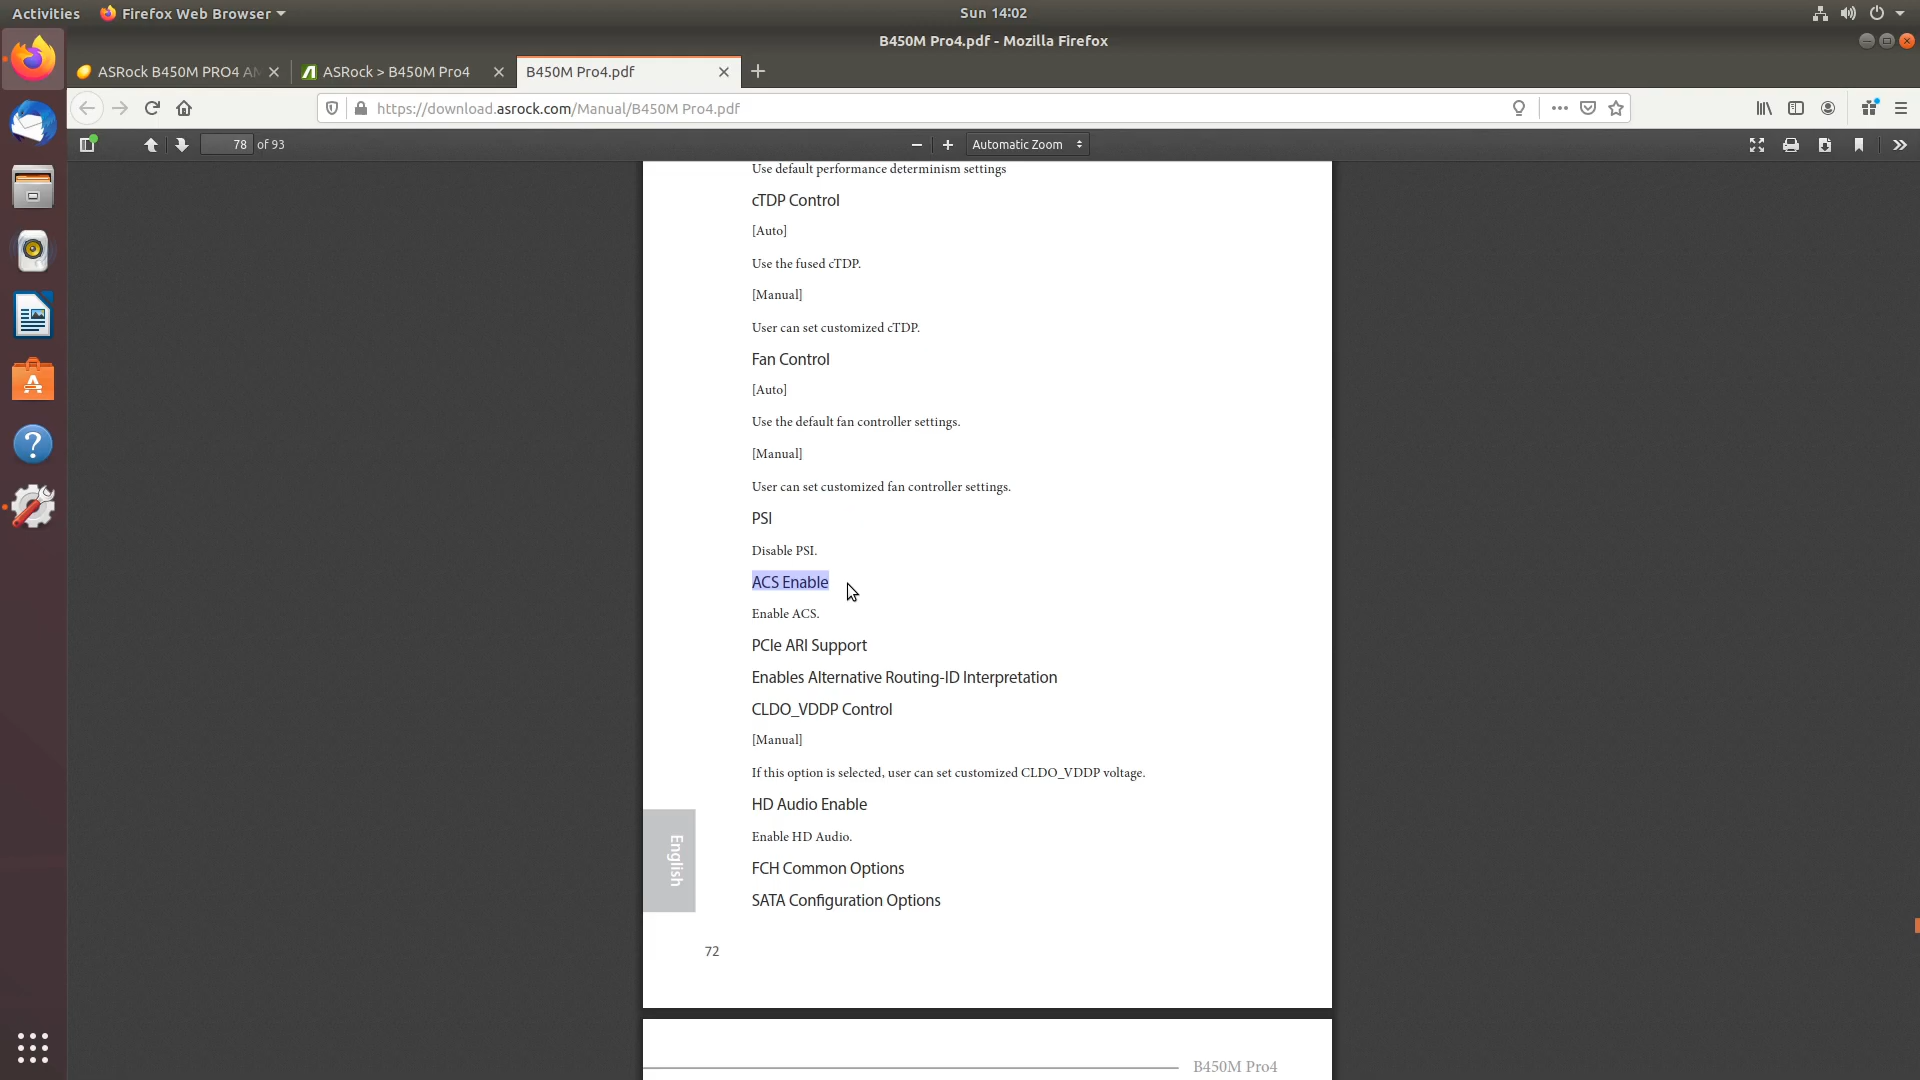 Activities
Firefox Web Browser
Sun 14:02
B450M Pro4.pdf - Mozilla Firefox
ASRock B450M PRO4 AM
ASRock > B450M Pro4
B450M Pro4.pdf
https://download.asrock.com/Manual/B450M Pro4.pdf
78 of 93
Automatic Zoom
Use default performance determinism settings
cTDP Control
[Auto]
Use the fused cTDP.
[Manual]
User can set customized cTDP.
Fan Control
[Auto]
Use the default fan controller settings.
[Manual]
User can set customized fan controller settings.
PSI
Disable PSI.
ACS Enable
Enable ACS.
PCIe ARI Support
Enables Alternative Routing-ID Interpretation
CLDO_VDDP Control
[Manual]
If this option is selected, user can set customized CLDO_VDDP voltage.
HD Audio Enable
Enable HD Audio.
FCH Common Options
SATA Configuration Options
English
72
B450M Pro4